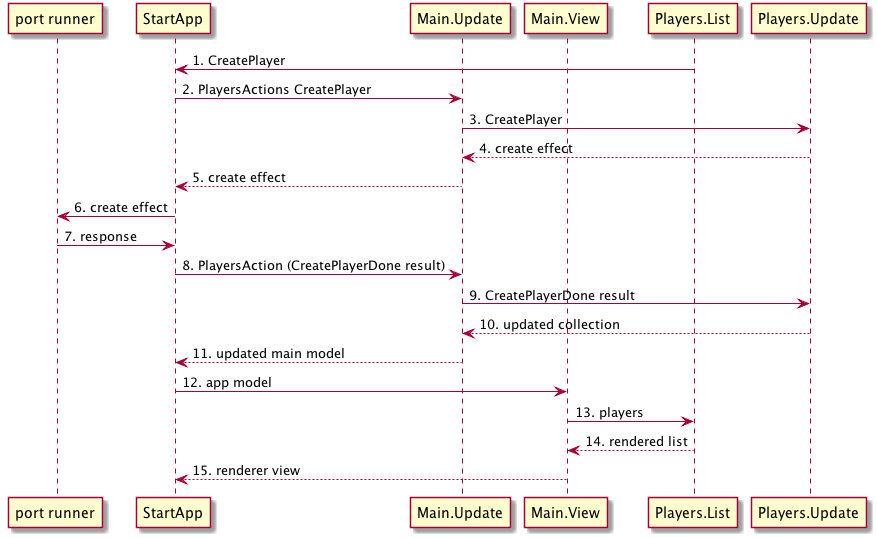 port runner StartApp Main.Update Main.View Players.List Players.Update
1. CreatePlayer
2. PlayersActions CreatePlayer
3. CreatePlayer
4. create effect
5. create effect
6. create effect
7. response
8. PlayersAction (CreatePlayerDone result)
9. CreatePlayerDone result
10. updated collection
11. updated main model
12. app model
13. players
14. rendered list
15. renderer view
port runner StartApp Main.Update Main.View Players.List Players.Update